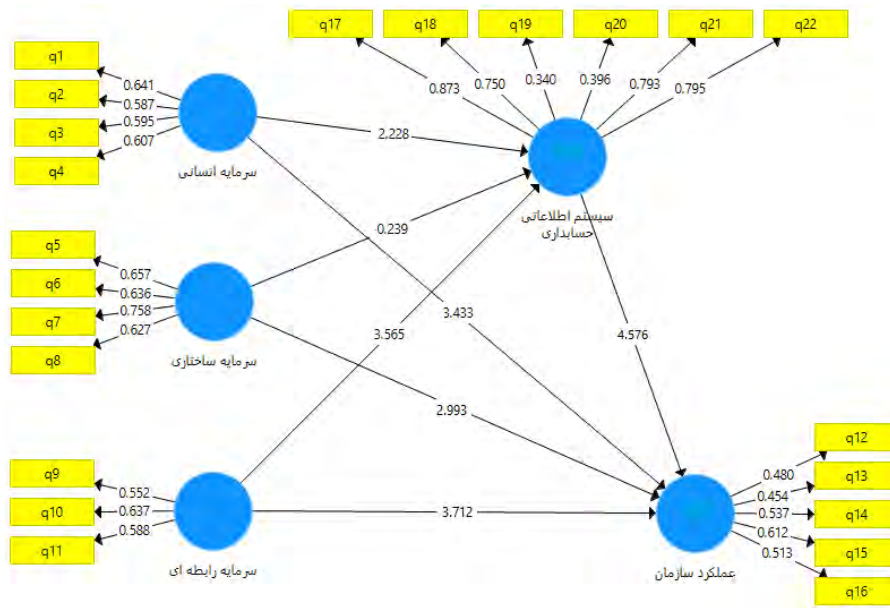 q17
q18
q19
q20
q21
q22
0.873
0.750
0.340
0.396
0.793
0.795
q1
q2
q3
q4
0.641
0.587
0.595
0.607
سرمایه انسانی
2.228
سیستم اطلاعاتی
حسابداری
q5
q6
q7
q8
0.657
0.636
0.758
0.627
سرمایه ساختاری
0.239
3.433
3.565
4.576
2.993
q9
q10
q11
0.552
0.637
0.588
سرمایه رابطه ای
3.712
عملکرد سازمان
q12
q13
q14
q15
q16
0.480
0.454
0.537
0.612
0.513